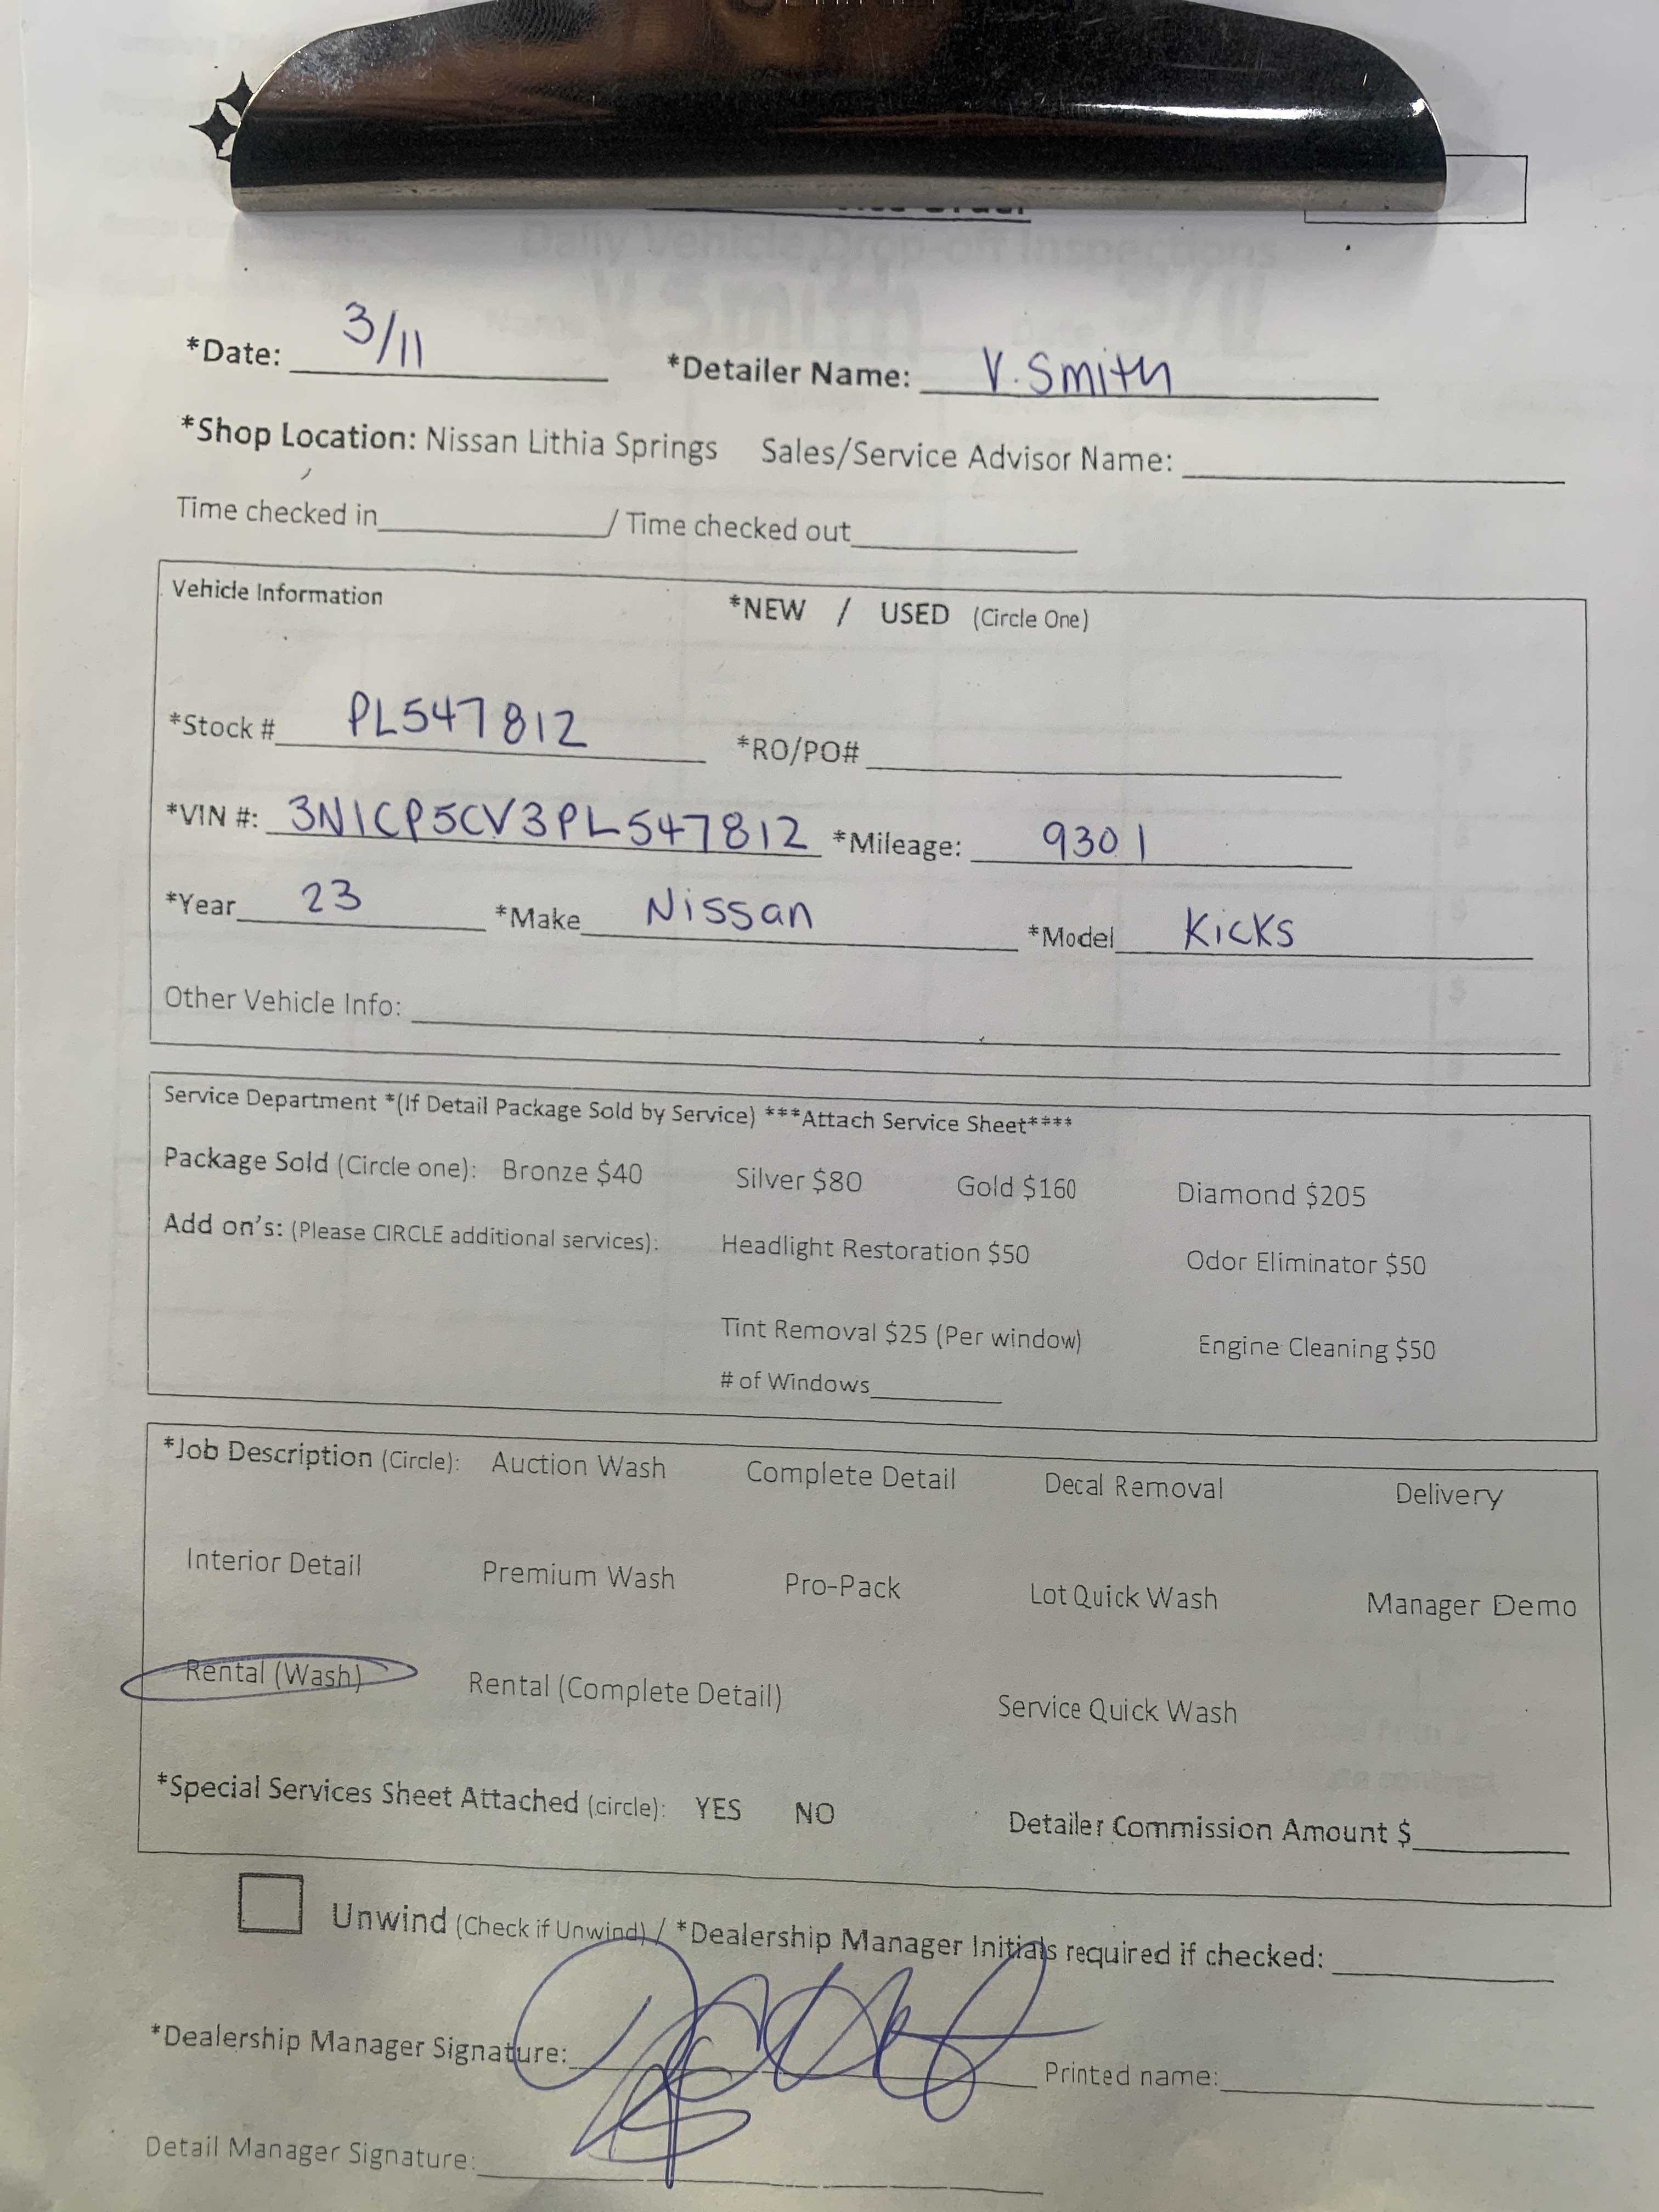 Order
*Date: 3/11 *Detailer Name: V. Smith
*Shop Location: Nissan Lithia Springs Sales/Service Advisor Name:
Time checked in / Time checked out
Vehicle Information *NEW / USED (Circle One)
*Stock # PL547812 *RO/PO#
*VIN #: 3N1CP5CV3PL547812 *Mileage: 9301
*Year 23 *Make Nissan *Model Kicks
Other Vehicle Info:
Service Department *(If Detail Package Sold by Service) ***Attach Service Sheet****
Package Sold (Circle one): Bronze $40 Silver $80 Gold $160 Diamond $205
Add on's: (Please CIRCLE additional services): Headlight Restoration $50 Odor Eliminator $50
Tint Removal $25 (Per window) Engine Cleaning $50
# of Windows
*Job Description (Circle): Auction Wash Complete Detail Decal Removal Delivery
Interior Detail Premium Wash Pro-Pack Lot Quick Wash Manager Demo
Rental (Wash) Rental (Complete Detail) Service Quick Wash
*Special Services Sheet Attached (circle): YES NO Detailer Commission Amount $
Unwind (Check if Unwind) / *Dealership Manager Initials required if checked:
*Dealership Manager Signature: Printed name:
Detail Manager Signature: